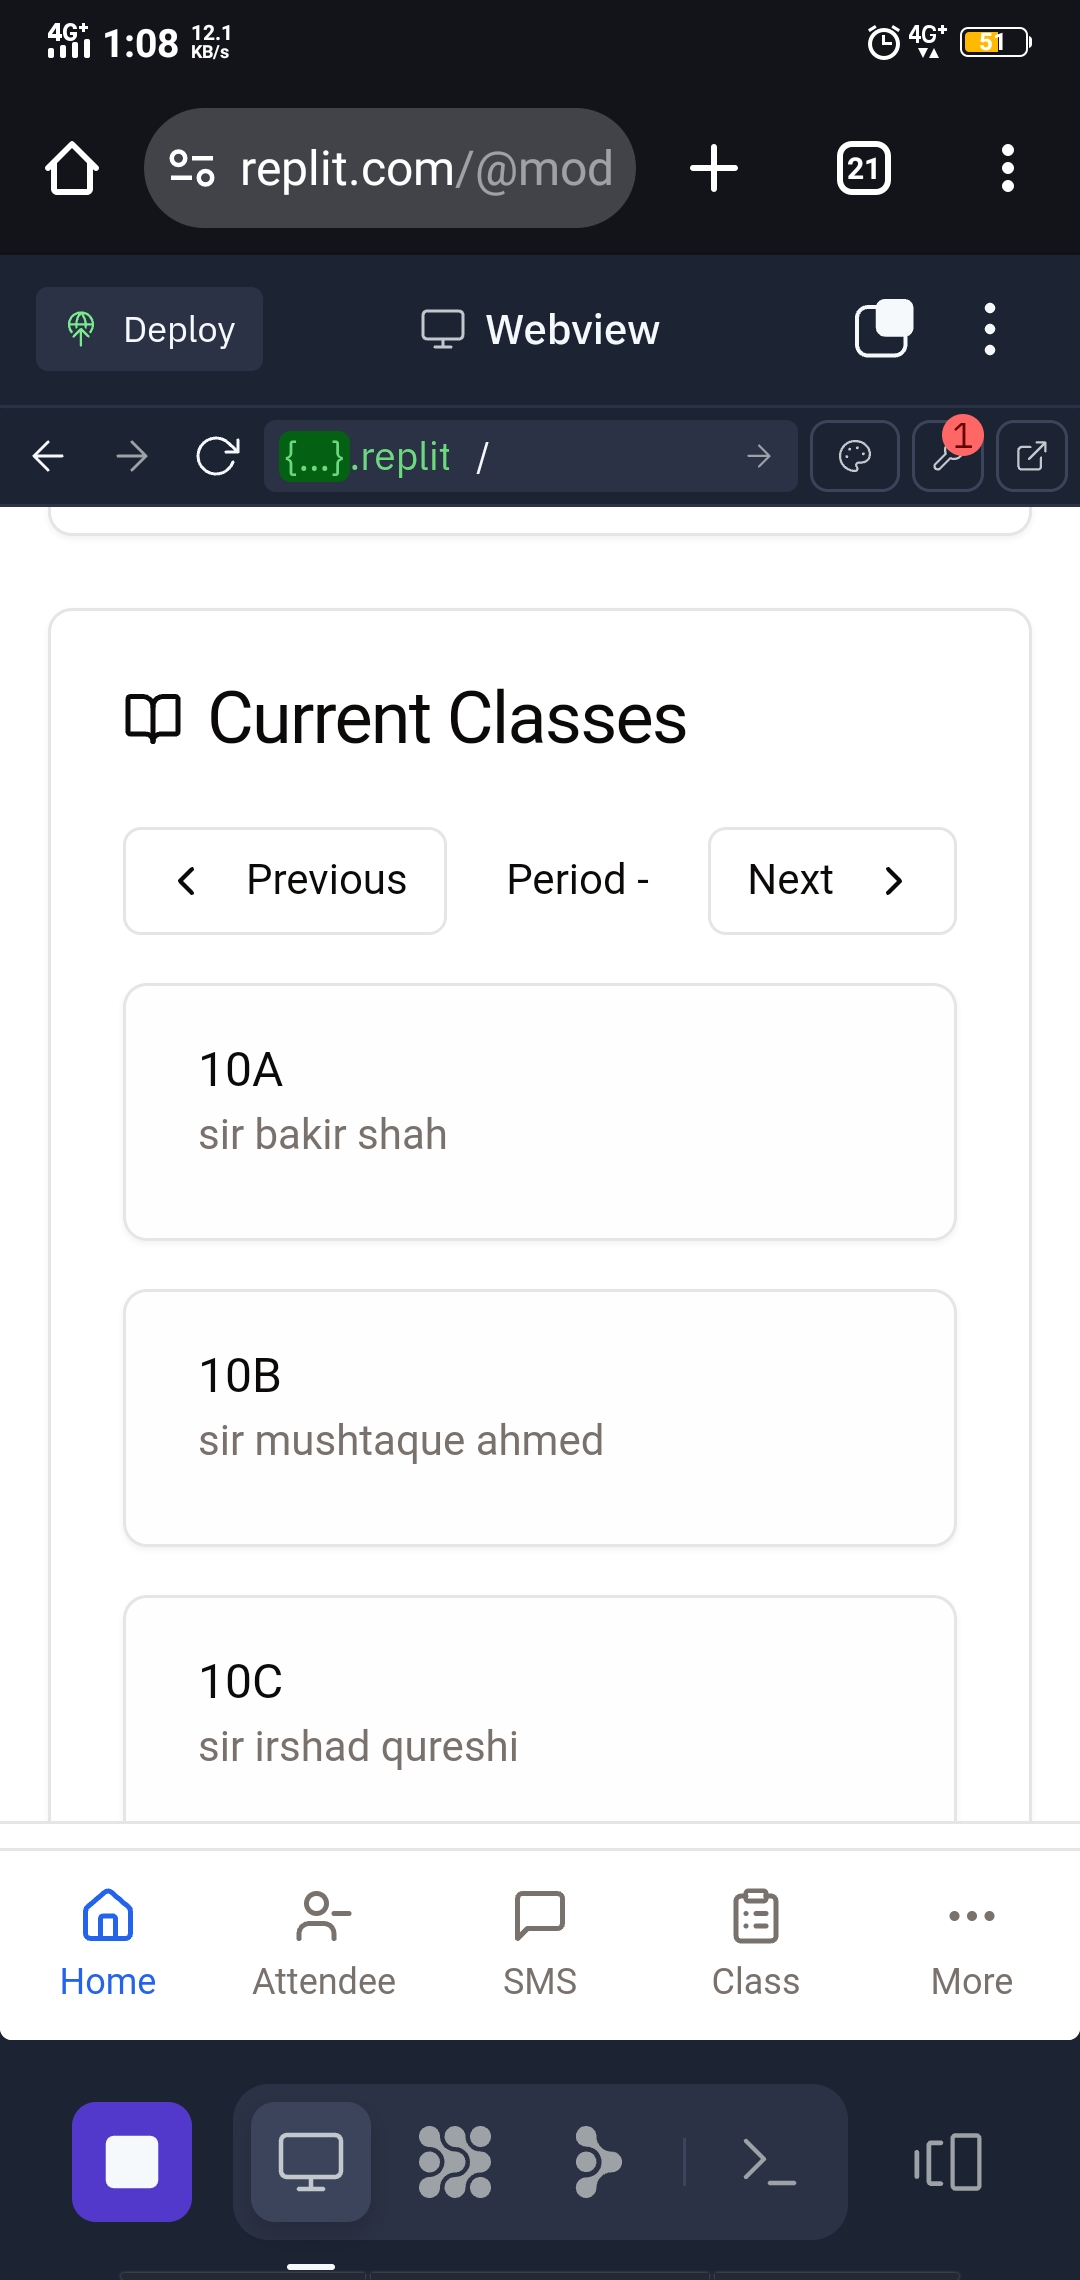 4G+ 1:08 12.1 KB/s 4G+ 51
replit.com/@mod 21
Deploy Webview
{...}.replit / 1
Current Classes
Previous Period - Next
10A
sir bakir shah
10B
sir mushtaque ahmed
10C
sir irshad qureshi
Home Attendee SMS Class More